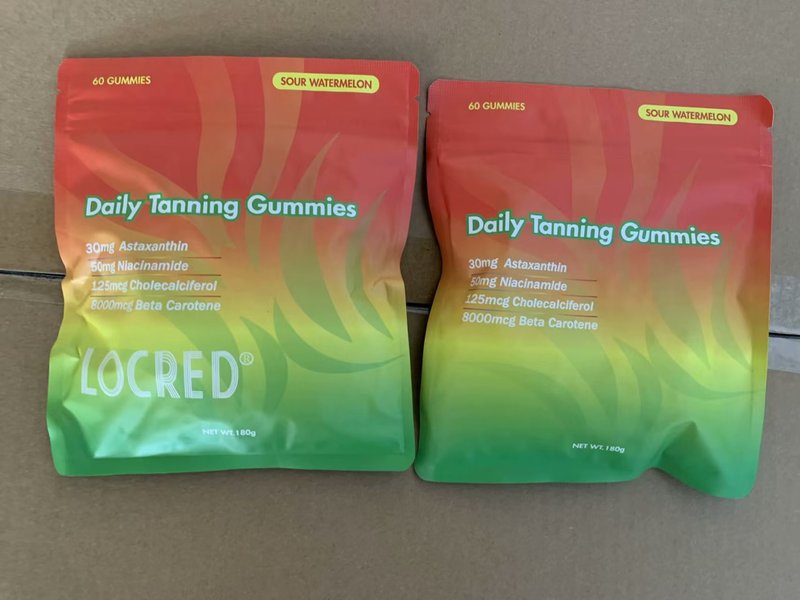 60 GUMMIES
SOUR WATERMELON
Daily Tanning Gummies
30mg Astaxanthin
50mg Niacinamide
125mcg Cholecalciferol
8000mcg Beta Carotene
LOCRED®
NET WT. 180g
60 GUMMIES
SOUR WATERMELON
Daily Tanning Gummies
30mg Astaxanthin
50mg Niacinamide
125mcg Cholecalciferol
8000mcg Beta Carotene
NET WT. 180g